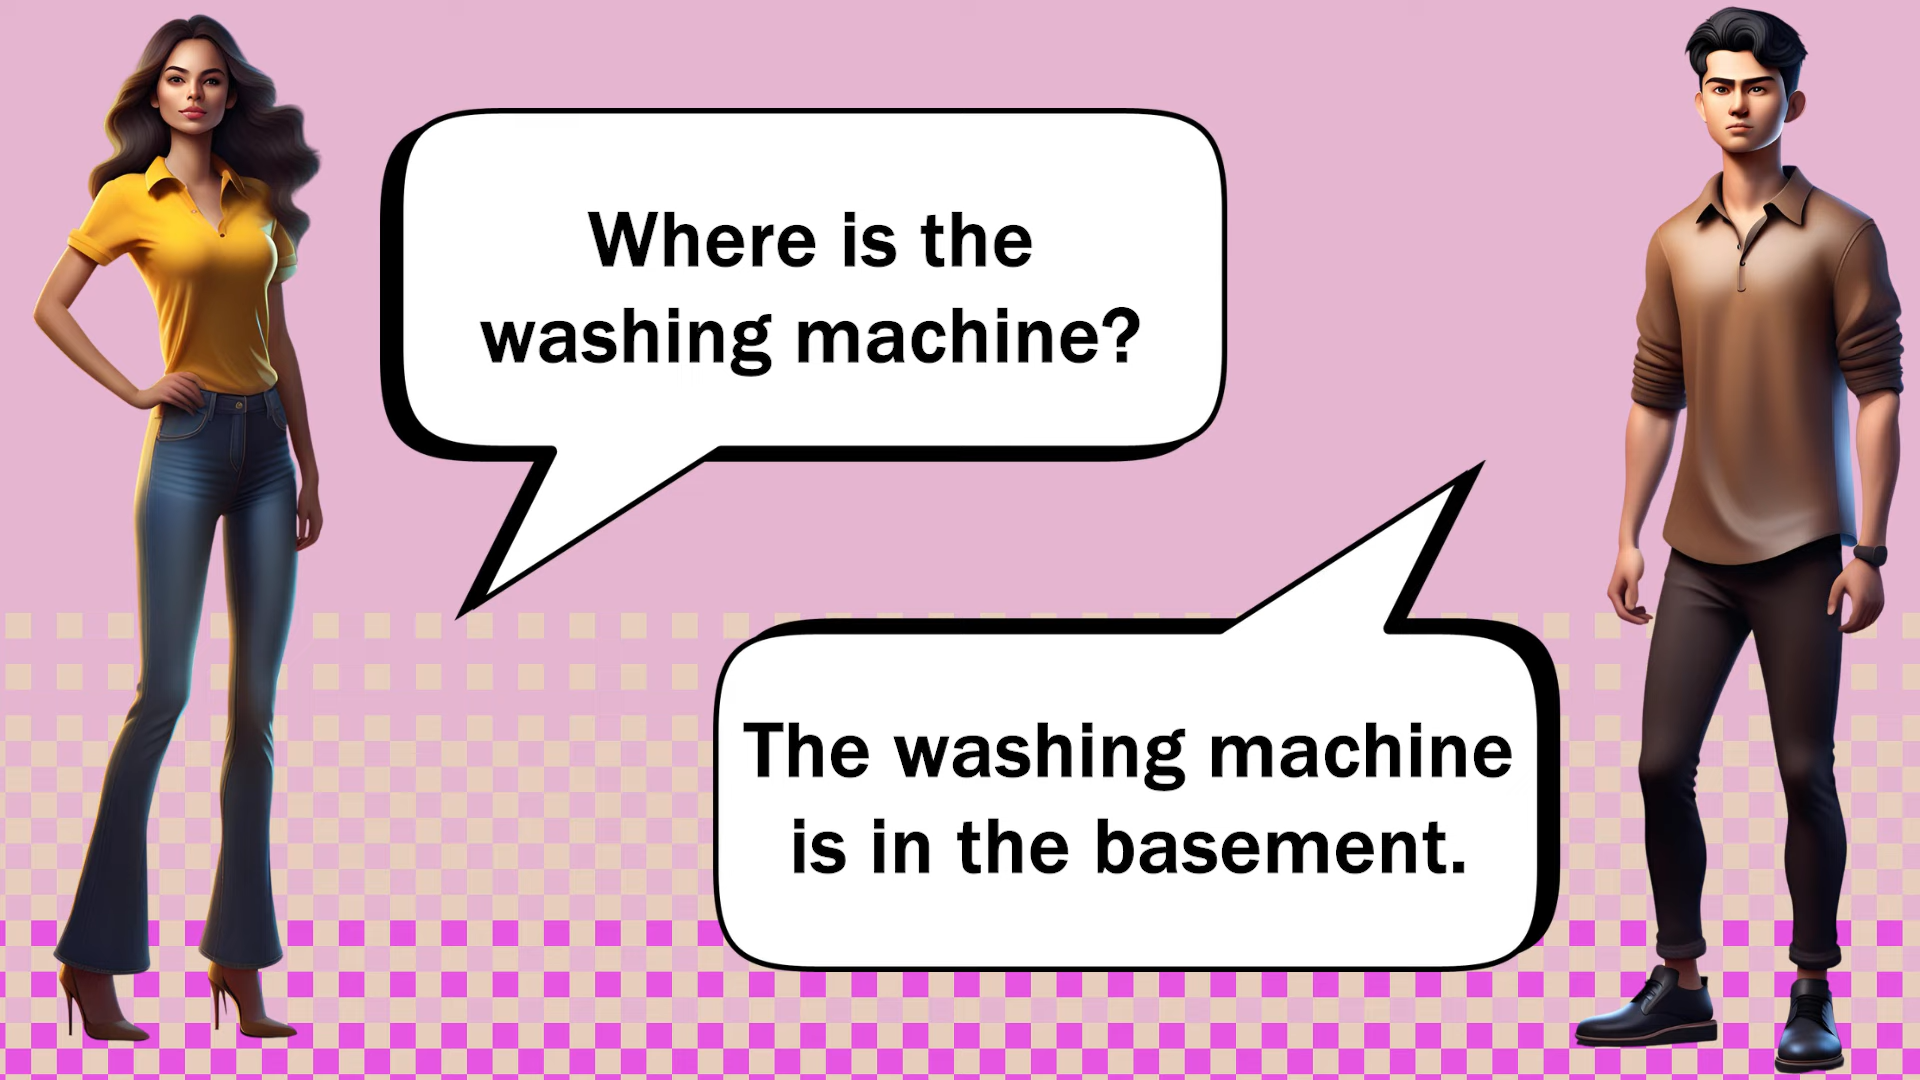 Where is the
washing machine?
The washing machine
is in the basement.